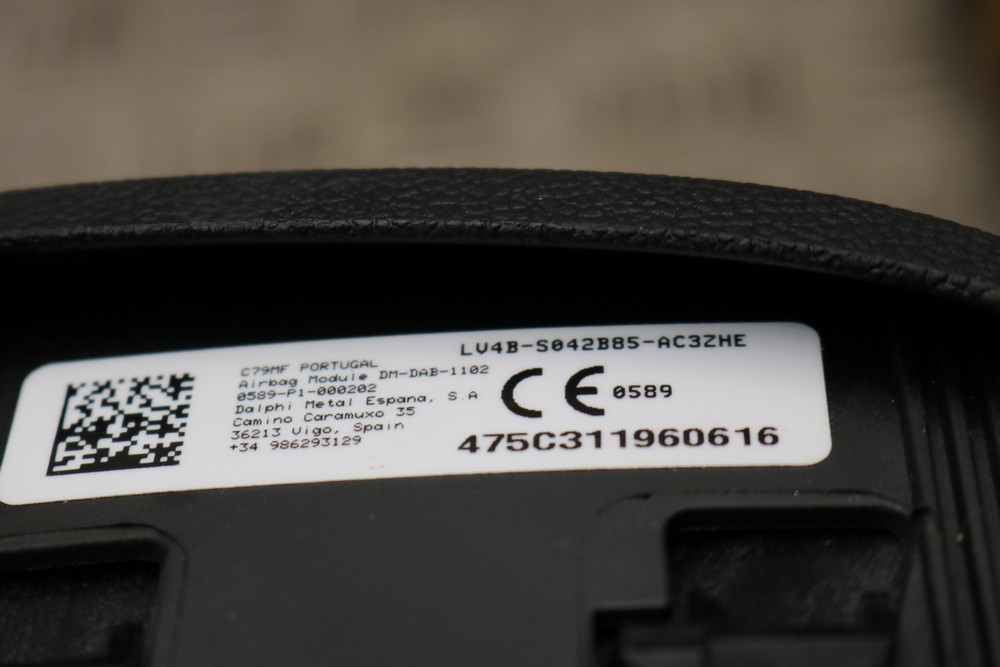 C79MF PORTUGAL
Airbag Module DM-DAB-1102
0589-P1-000202
Dalphi Metal Espana, S.A
Camino Caramuxo 35
36213 Vigo, Spain
+34 986293129
LV4B-S042B85-AC3ZHE
CE 0589
475C311960616